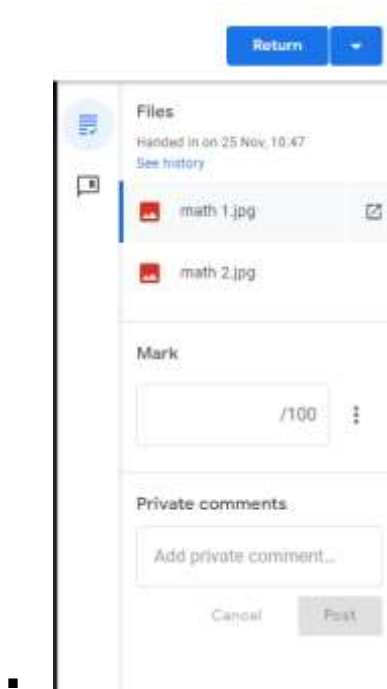 Return
Files
Handed in on 25 Nov, 10:47
See history
math 1.jpg
math 2.jpg
Mark
/100
Private comments
Add private comment...
Cancel Post